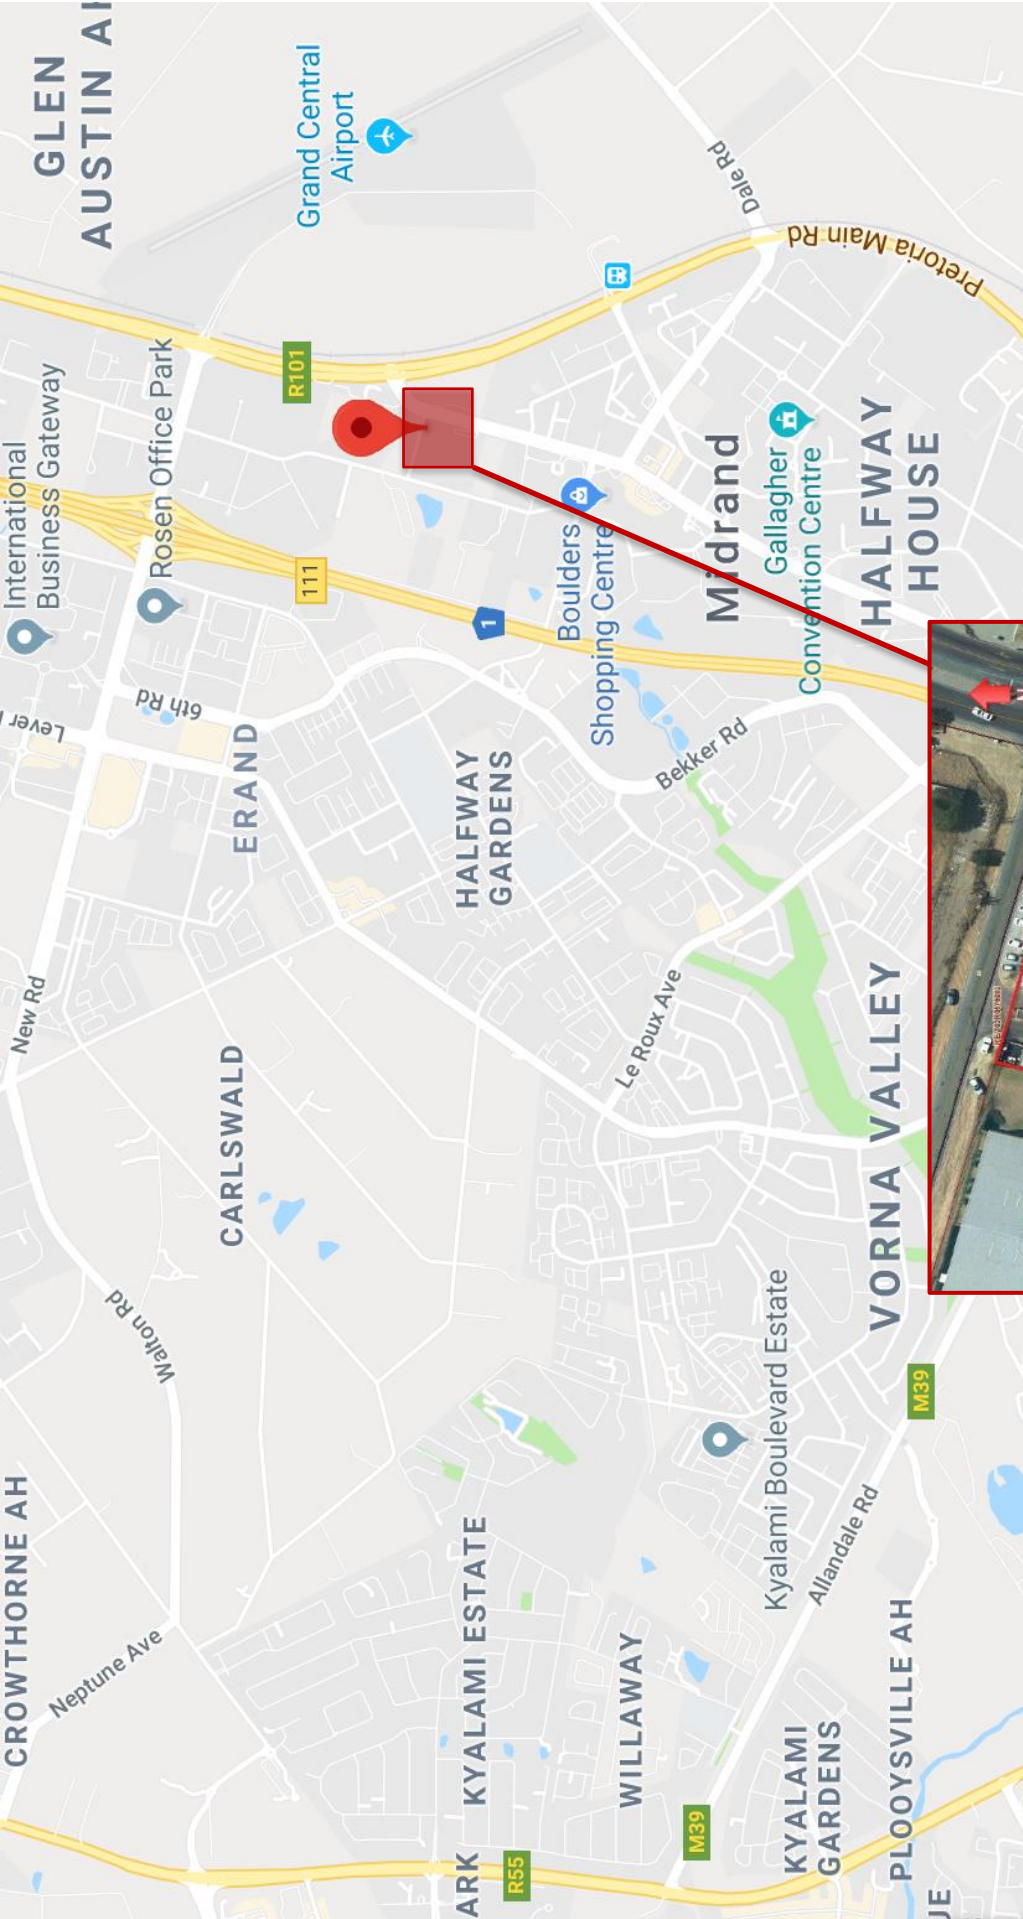 GLEN
AUSTIN AH
Grand Central
Airport
Dale Rd
Pretoria Main Rd
International
Business Gateway
Rosen Office Park
R101
111
1
Boulders
Shopping Centre
Midrand
Gallagher
Convention Centre
HALFWAY
HOUSE
Lever
6th Rd
ERAND
HALFWAY
GARDENS
Bekker Rd
New Rd
CARLSWALD
Le Roux Ave
VORNA VALLEY
Walton Rd
Kyalami Boulevard Estate
M39
Allandale Rd
CROWTHORNE AH
Neptune Ave
KYALAMI ESTATE
WILLAWAY
M39
KYALAMI
GARDENS
PLOOYSVILLE AH
ARK
R55
UE